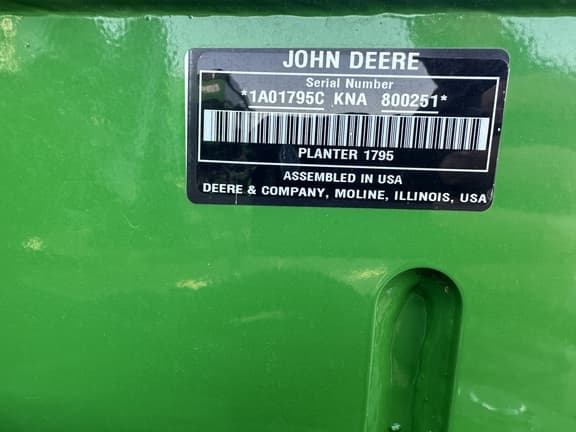 JOHN DEERE
Serial Number
*1A01795C KNA 800251*
PLANTER 1795
ASSEMBLED IN USA
DEERE & COMPANY, MOLINE, ILLINOIS, USA